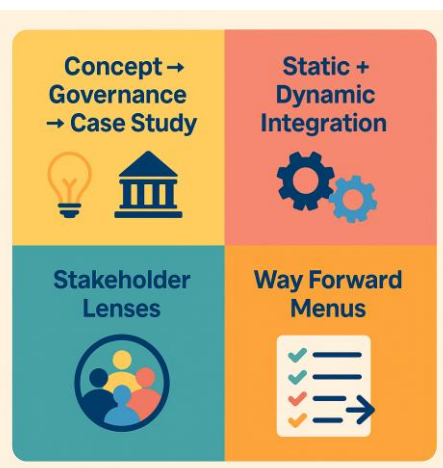 Concept →
Governance
→ Case Study
Static +
Dynamic
Integration
Stakeholder
Lenses
Way Forward
Menus